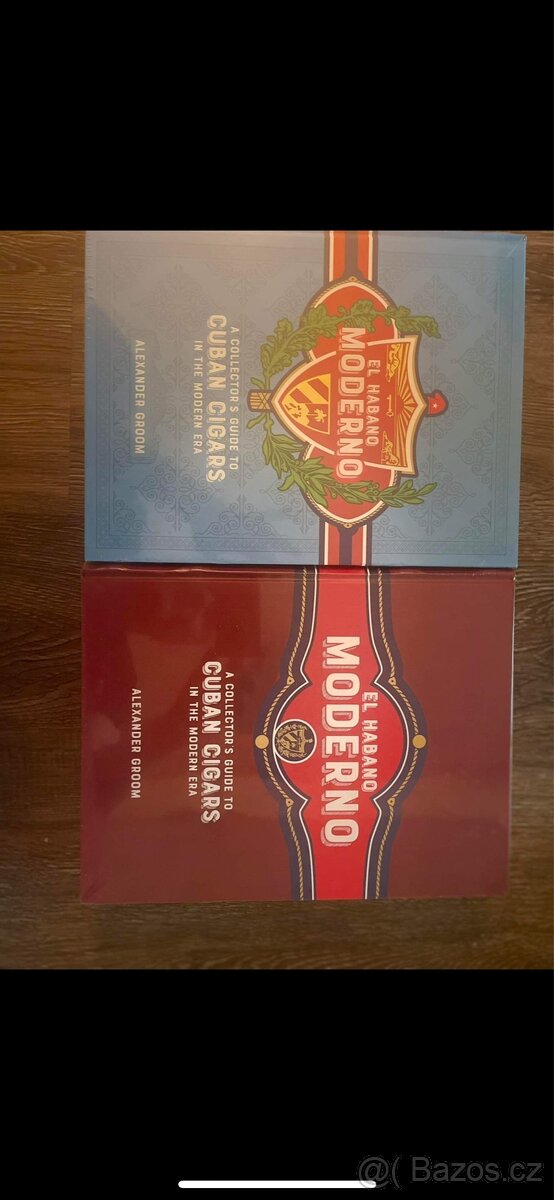 EL HABANO
MODERNO
A COLLECTOR'S GUIDE TO
CUBAN CIGARS
IN THE MODERN ERA
ALEXANDER GROOM
EL HABANO
MODERNO
A COLLECTOR'S GUIDE TO
CUBAN CIGARS
IN THE MODERN ERA
ALEXANDER GROOM
@( Bazos.cz